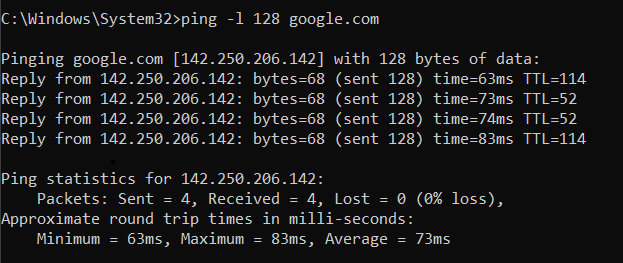 C:\Windows\System32>ping -l 128 google.com
Pinging google.com [142.250.206.142] with 128 bytes of data:
Reply from 142.250.206.142: bytes=68 (sent 128) time=63ms TTL=114
Reply from 142.250.206.142: bytes=68 (sent 128) time=73ms TTL=52
Reply from 142.250.206.142: bytes=68 (sent 128) time=74ms TTL=52
Reply from 142.250.206.142: bytes=68 (sent 128) time=83ms TTL=114
Ping statistics for 142.250.206.142:
Packets: Sent = 4, Received = 4, Lost = 0 (0% loss),
Approximate round trip times in milli-seconds:
Minimum = 63ms, Maximum = 83ms, Average = 73ms